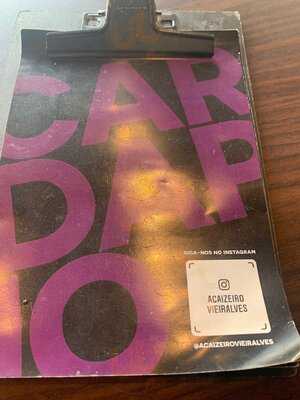 CAR
DAP
IO
SIGA-NOS NO INSTAGRAM
ACAIZEIRO
VIEIRALVES
@ACAIZEIROVIEIRALVES